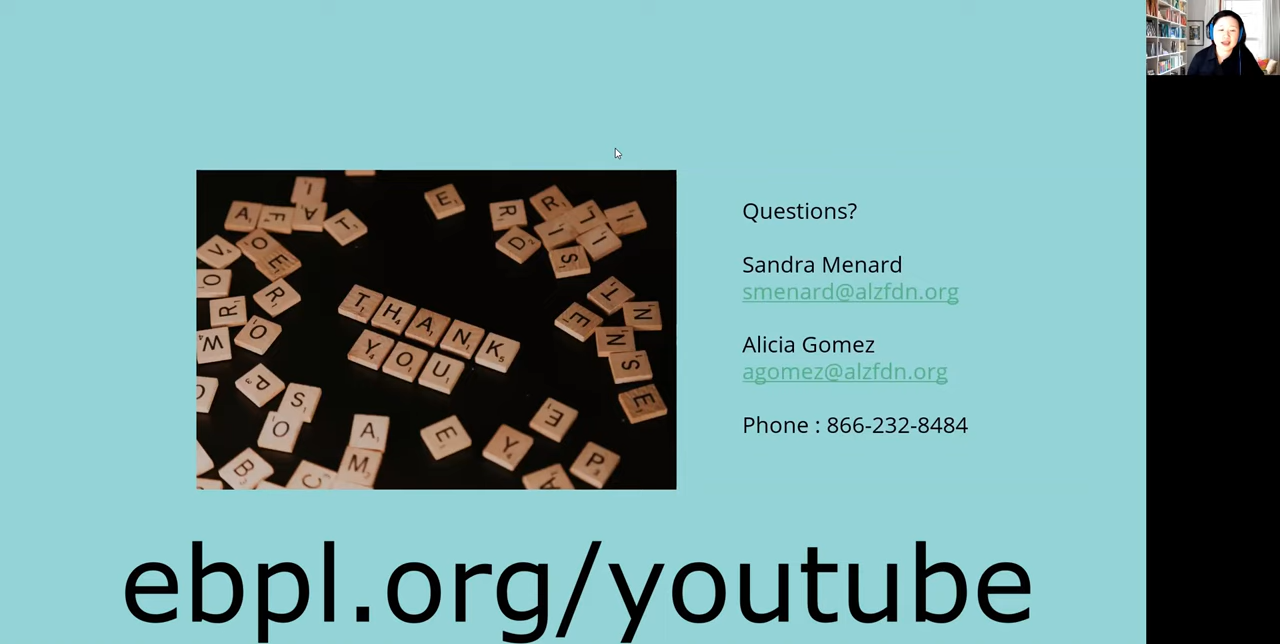 THANK
YOU
Questions?
Sandra Menard
smenard@alzfdn.org
Alicia Gomez
agomez@alzfdn.org
Phone : 866-232-8484
ebpl.org/youtube